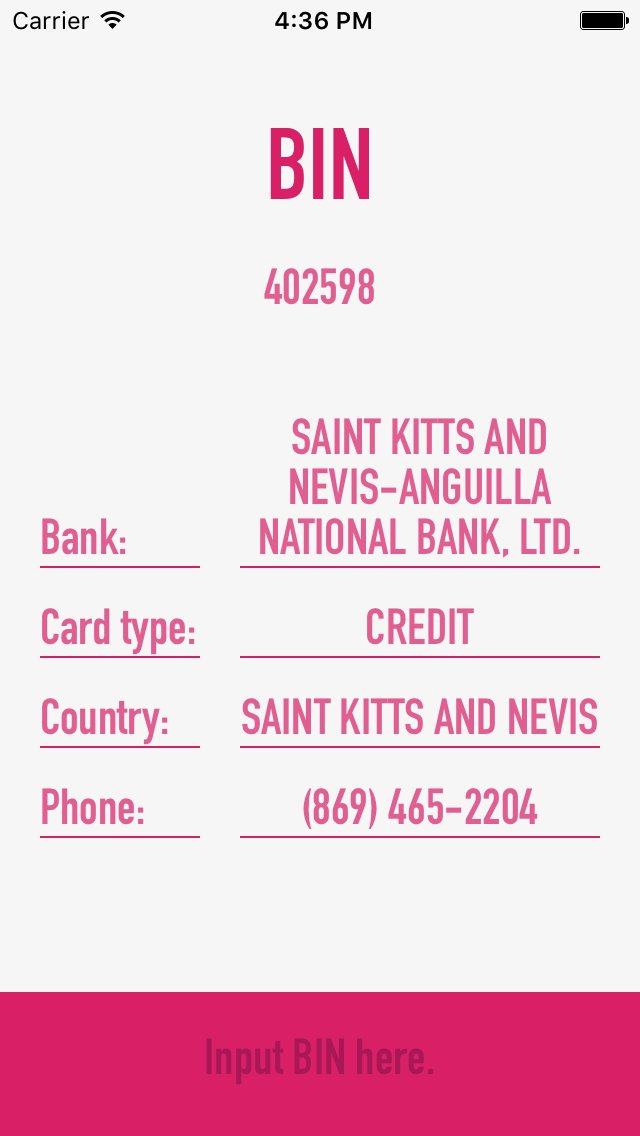 Carrier 4:36 PM
BIN
402598
SAINT KITTS AND
NEVIS-ANGUILLA
Bank: NATIONAL BANK, LTD.
Card type: CREDIT
Country: SAINT KITTS AND NEVIS
Phone: (869) 465-2204
Input BIN here.